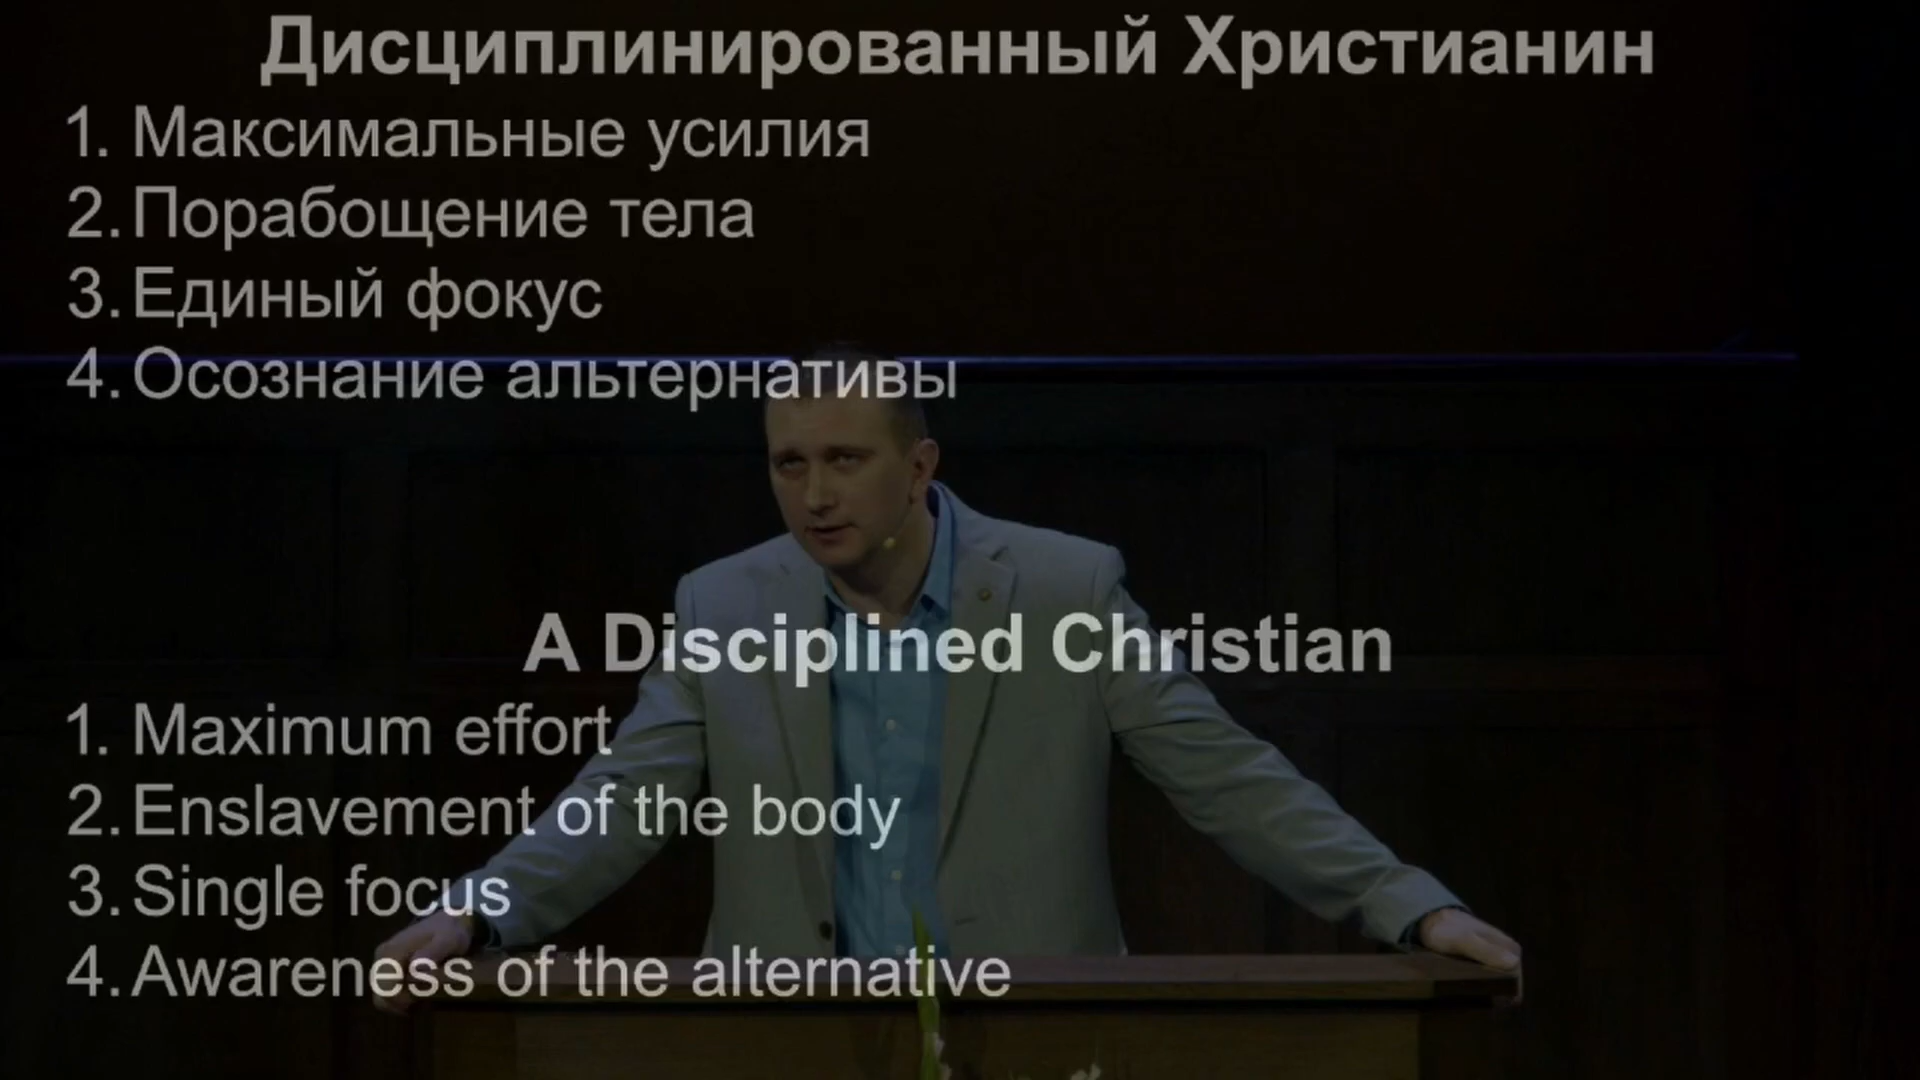 Дисциплинированный Христианин
1. Максимальные усилия
2. Порабощение тела
3. Единый фокус
4. Осознание альтернативы
A Disciplined Christian
1. Maximum effort
2. Enslavement of the body
3. Single focus
4. Awareness of the alternative